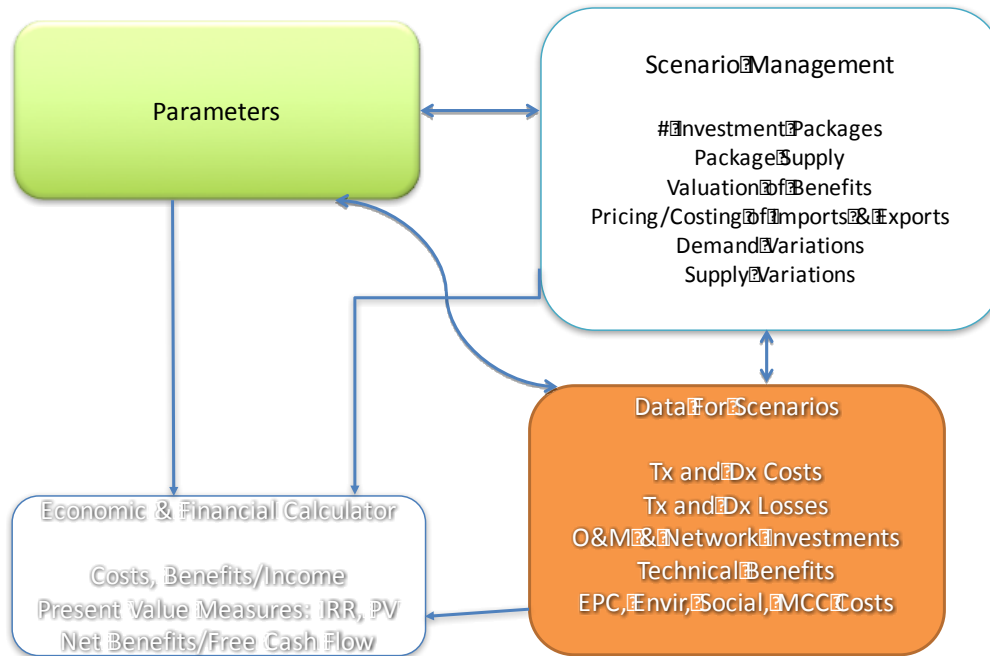 Parameters
Scenario Management
# Investment Packages
Package Supply
Valuation of Benefits
Pricing/Costing of Imports & Exports
Demand Variations
Supply Variations
Data For Scenarios
Tx and Dx Costs
Tx and Dx Losses
O&M & Network Investments
Technical Benefits
EPC, Envir, Social, MCC Costs
Economic & Financial Calculator
Costs, Benefits/Income
Present Value Measures: IRR, PV
Net Benefits/Free Cash Flow